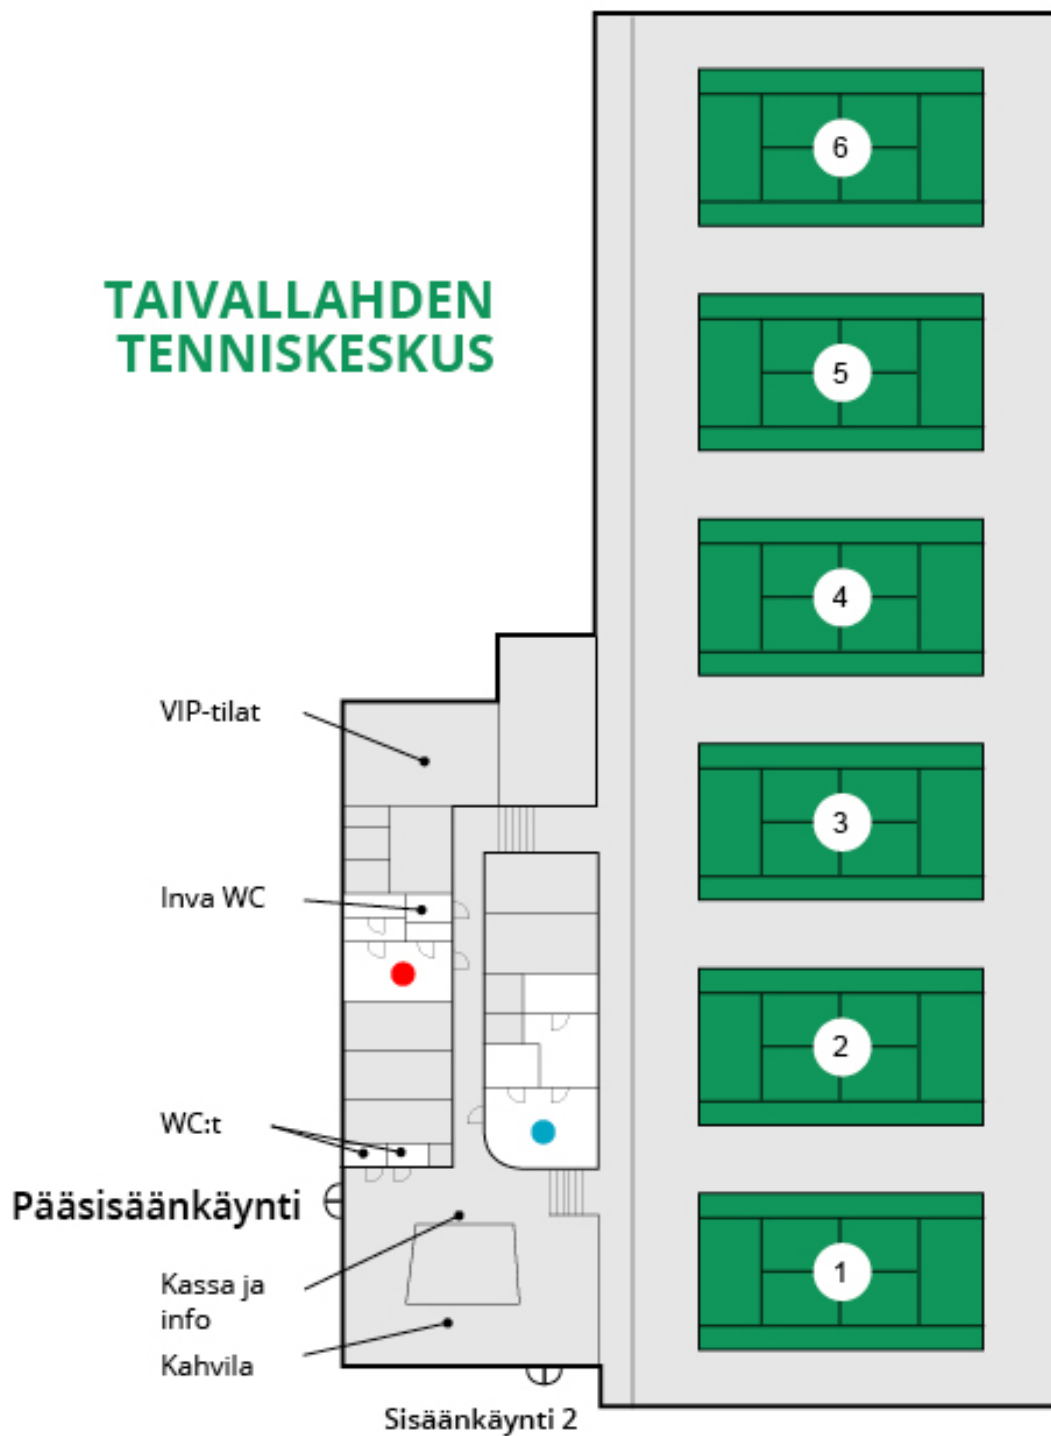 TAIVALLAHDEN
TENNISKESKUS
6
5
4
3
2
1
VIP-tilat
Inva WC
WC:t
Pääsisäänkäynti
Kassa ja
info
Kahvila
Sisäänkäynti 2